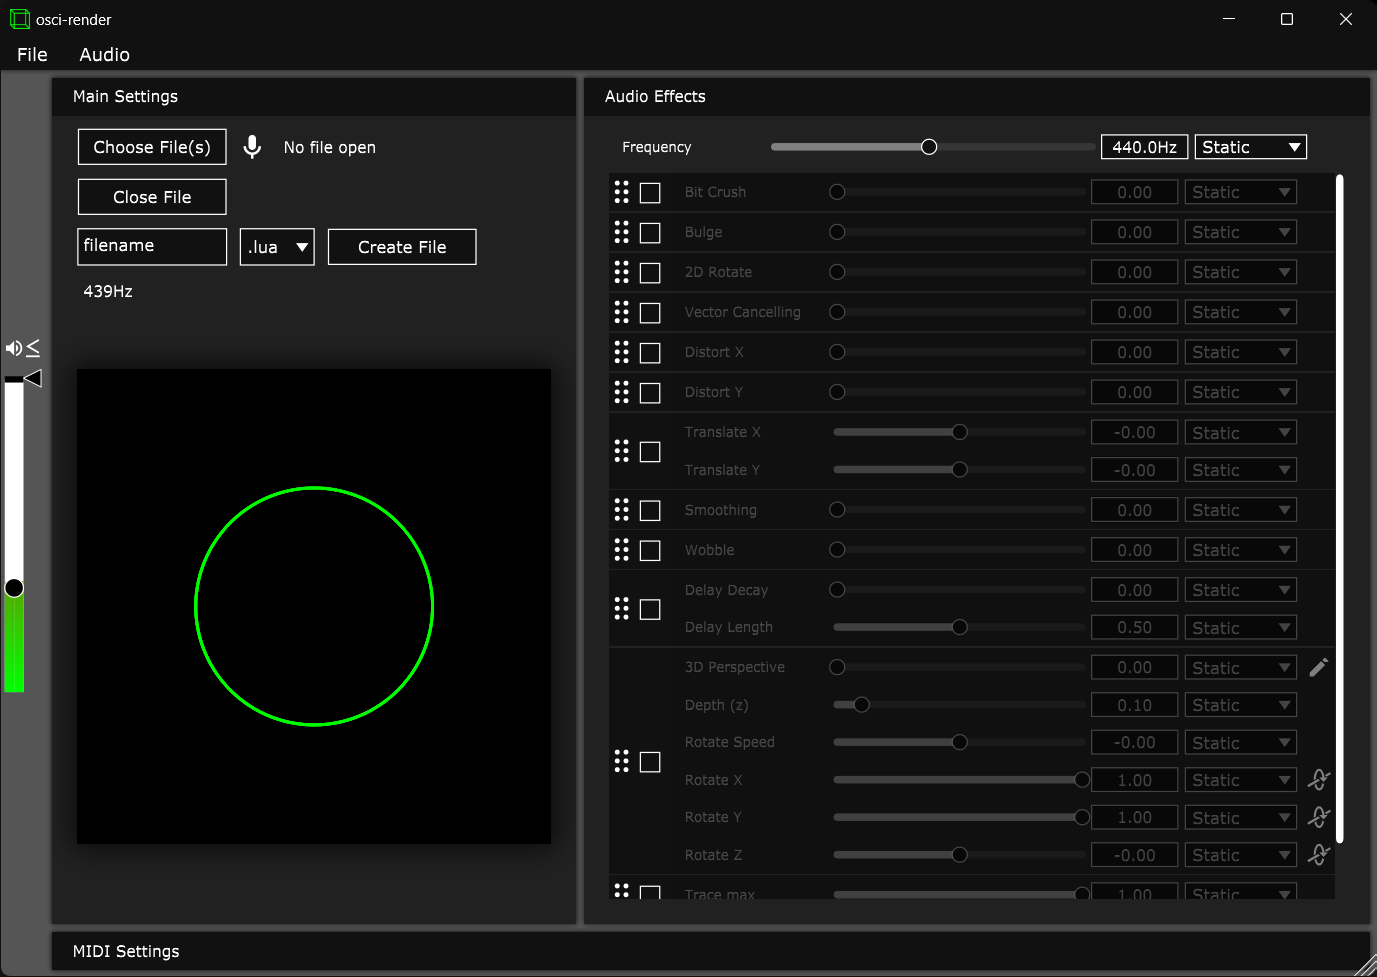 osci-render
File Audio
Main Settings
Choose File(s) No file open
Close File
filename .lua Create File
439Hz
Audio Effects
Frequency 440.0Hz Static
Bit Crush 0.00 Static
Bulge 0.00 Static
2D Rotate 0.00 Static
Vector Cancelling 0.00 Static
Distort X 0.00 Static
Distort Y 0.00 Static
Translate X -0.00 Static
Translate Y -0.00 Static
Smoothing 0.00 Static
Wobble 0.00 Static
Delay Decay 0.00 Static
Delay Length 0.50 Static
3D Perspective 0.00 Static
Depth (z) 0.10 Static
Rotate Speed -0.00 Static
Rotate X 1.00 Static
Rotate Y 1.00 Static
Rotate Z -0.00 Static
Trace max 1.00 Static
MIDI Settings